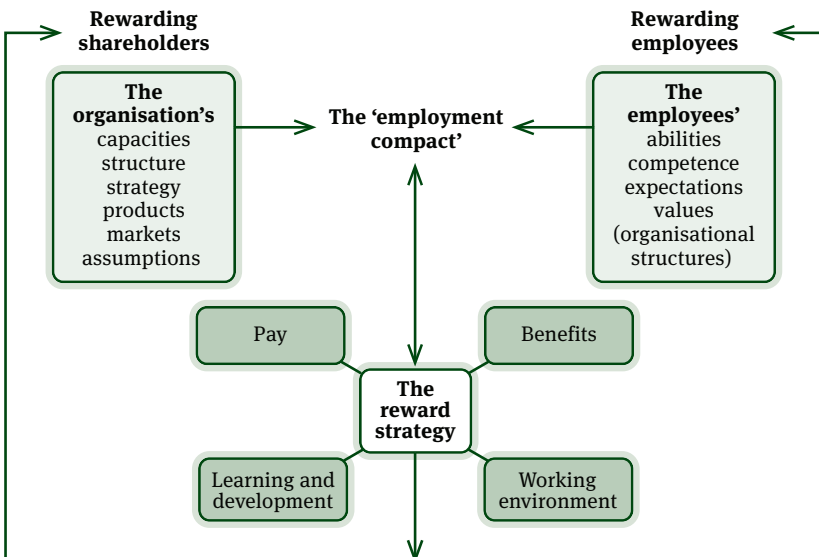 Rewarding
shareholders
Rewarding
employees
The
organisation’s
capacities
structure
strategy
products
markets
assumptions
The ‘employment
compact’
The
employees’
abilities
competence
expectations
values
(organisational
structures)
Pay
Benefits
The
reward
strategy
Learning and
development
Working
environment